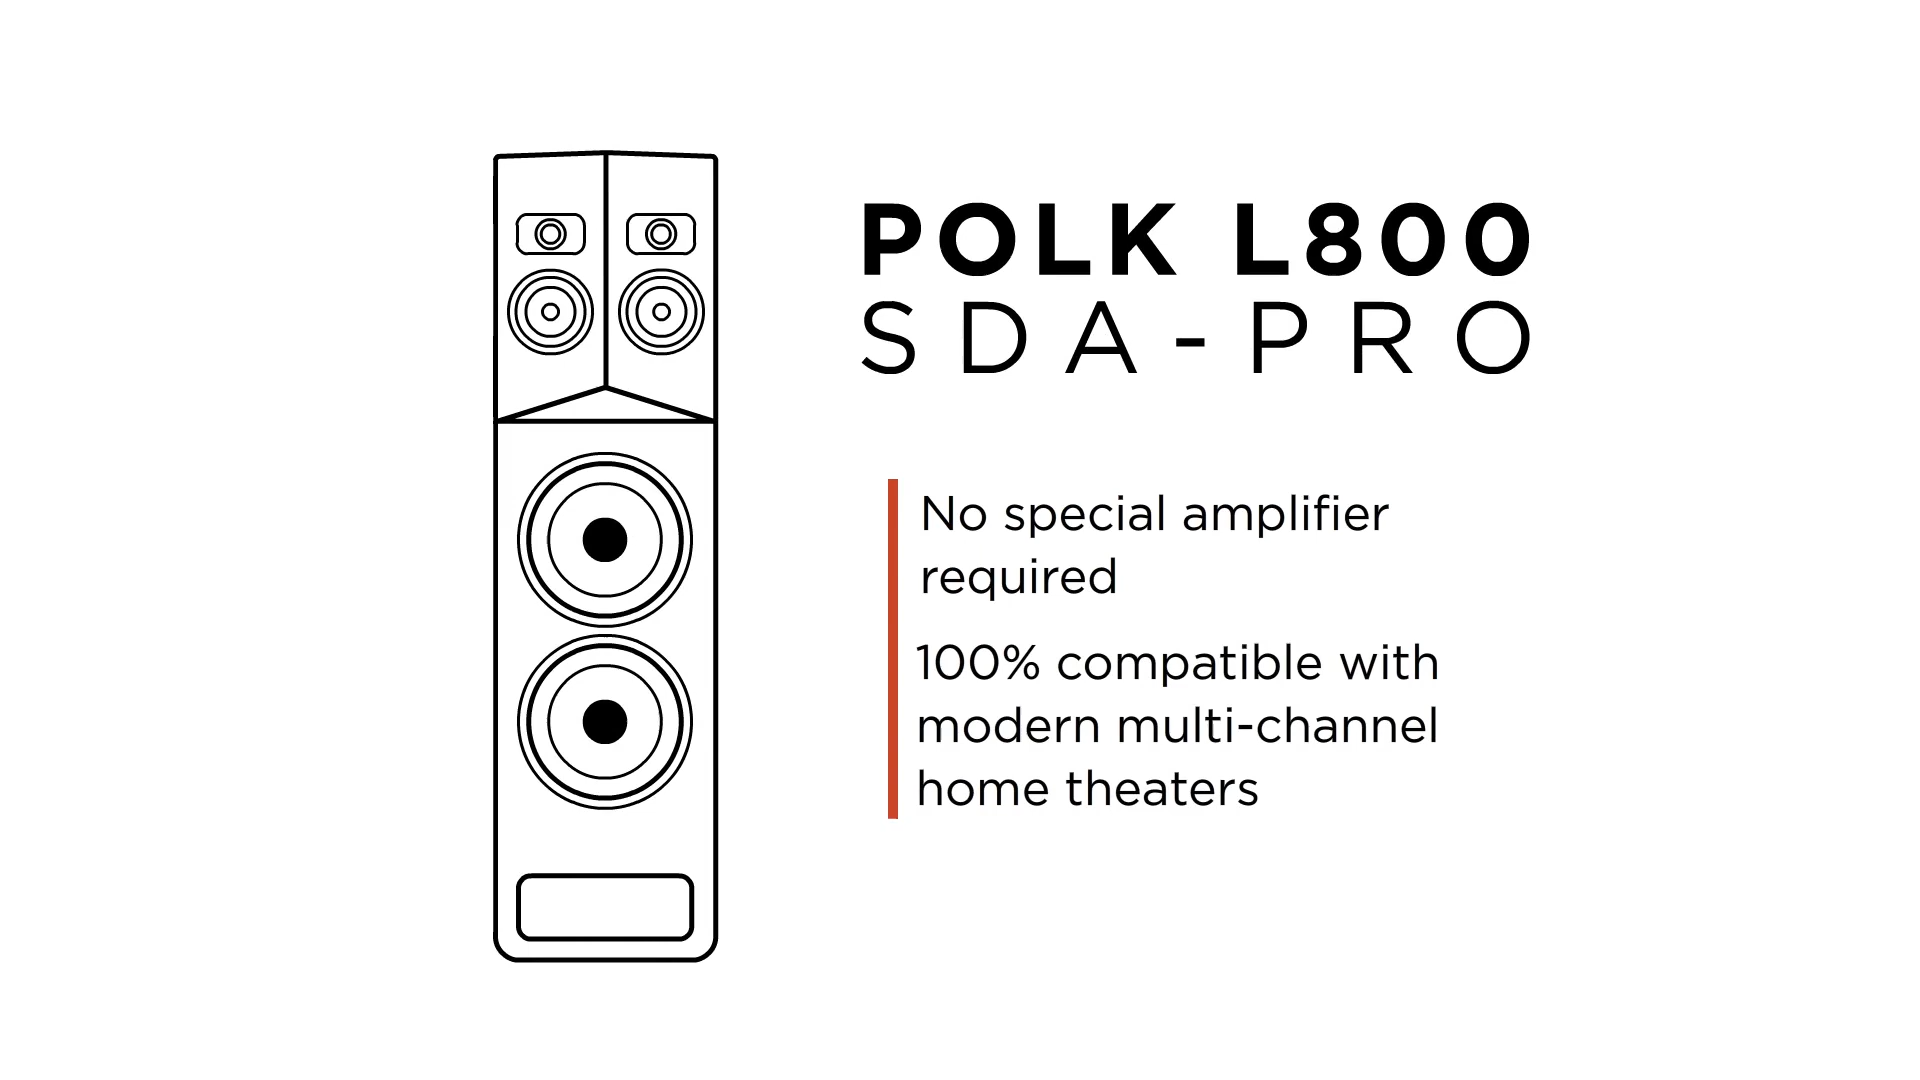 POLK L800
SDA-PRO
No special amplifier
required
100% compatible with
modern multi-channel
home theaters